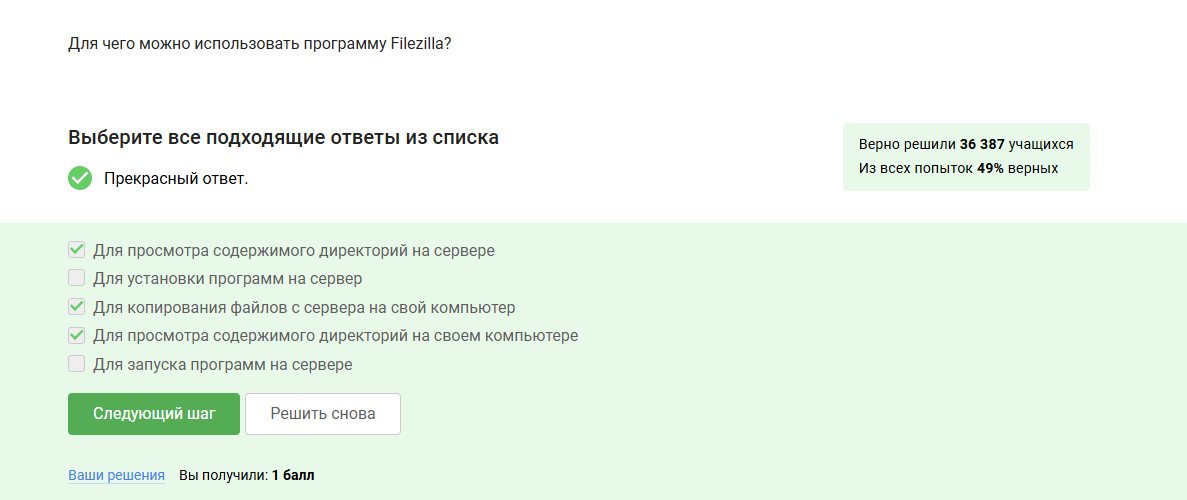 Для чего можно использовать программу Filezilla?
Выберите все подходящие ответы из списка
Прекрасный ответ.
Верно решили 36 387 учащихся
Из всех попыток 49% верных
Для просмотра содержимого директорий на сервере
Для установки программ на сервер
Для копирования файлов с сервера на свой компьютер
Для просмотра содержимого директорий на своем компьютере
Для запуска программ на сервере
Следующий шаг
Решить снова
Ваши решения
Вы получили: 1 балл